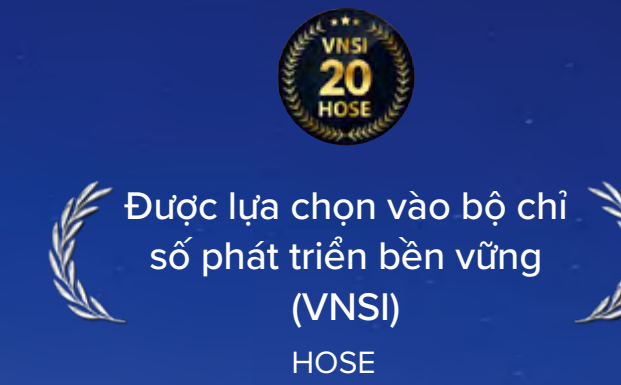 VNSI
20
HOSE
Được lựa chọn vào bộ chỉ
số phát triển bền vững
(VNSI)
HOSE